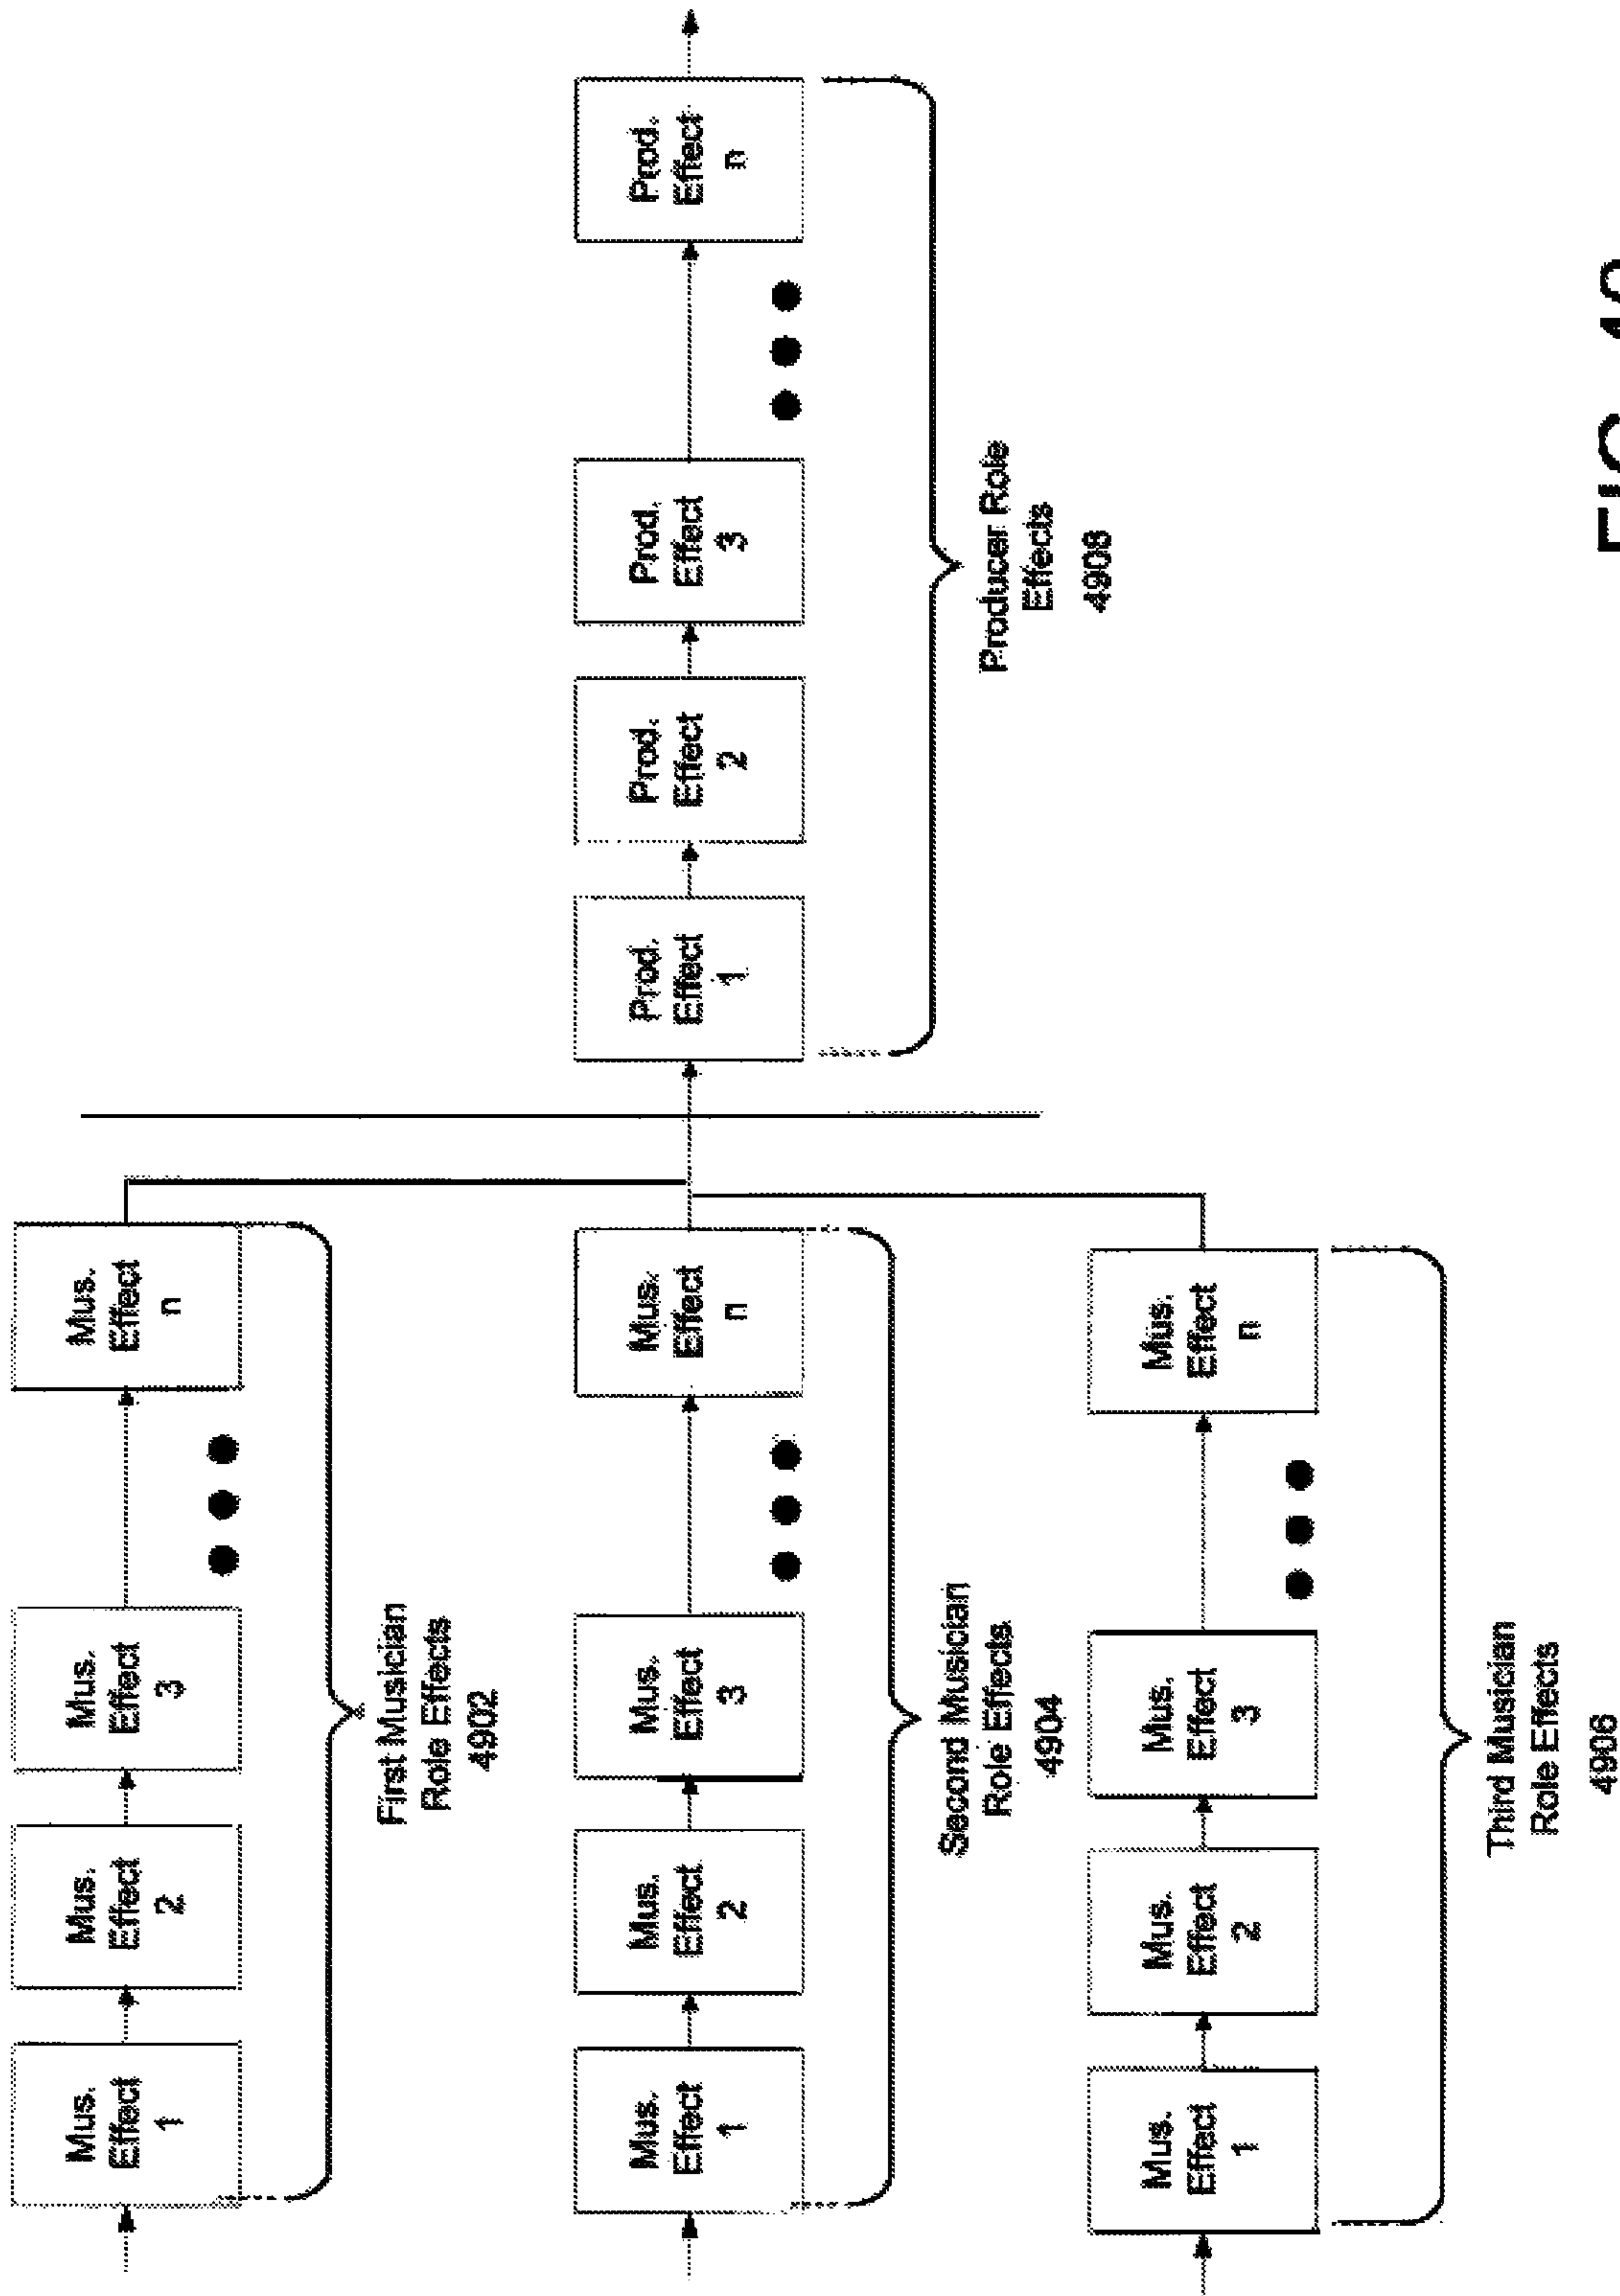 Mus.
Effect
1
Mus.
Effect
2
Mus.
Effect
3
Mus.
Effect
n
First Musician
Role Effects
4902
Mus.
Effect
1
Mus.
Effect
2
Mus.
Effect
3
Mus.
Effect
n
Second Musician
Role Effects
4904
Mus.
Effect
1
Mus.
Effect
2
Mus.
Effect
3
Mus.
Effect
n
Third Musician
Role Effects
4906
Prod.
Effect
1
Prod.
Effect
2
Prod.
Effect
3
Prod.
Effect
n
Producer Role
Effects
4908